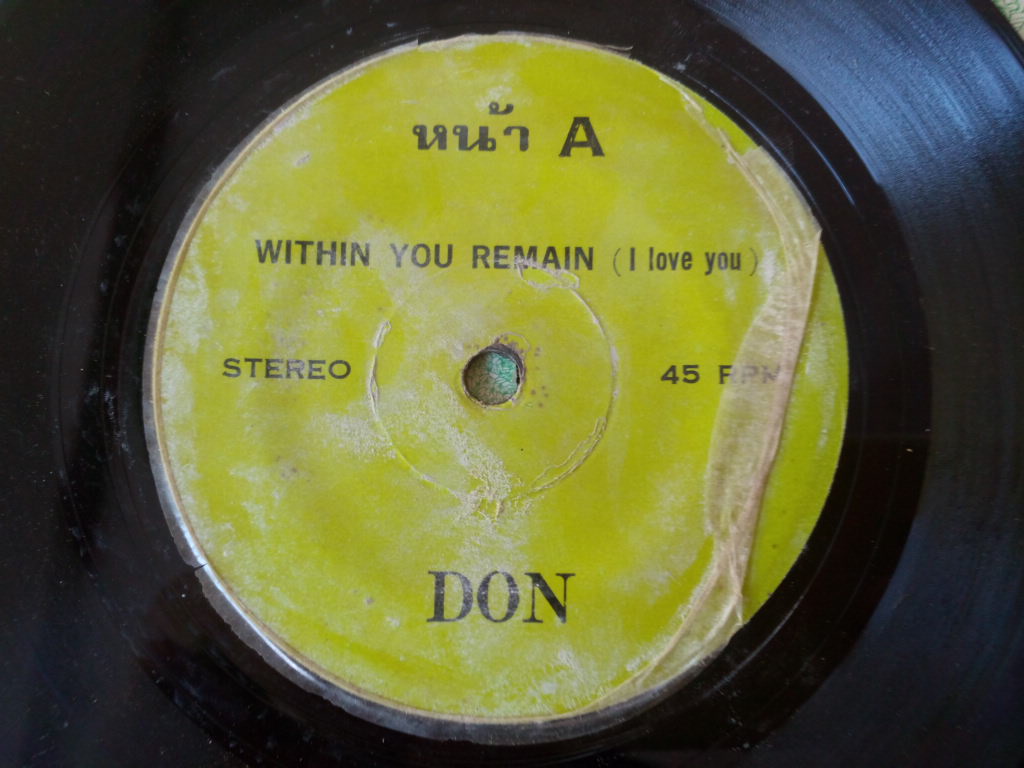 หน้า A
WITHIN YOU REMAIN (I love you)
STEREO 45 RPM
DON